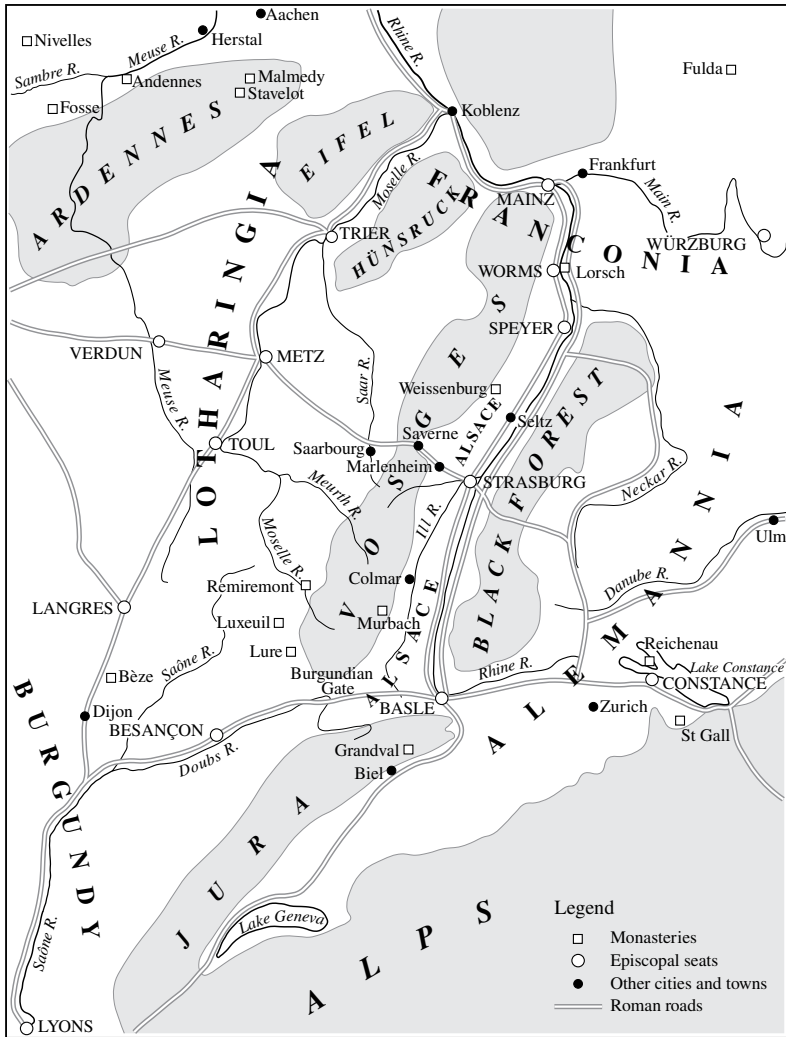 Aachen
Nivelles
Herstal
Meuse R.
Sambre R.
Rhine R.
Fulda
Andennes
Malmedy
Stavelot
Fosse
Koblenz
ARDENNES
EIFEL
Moselle R.
Frankfurt
MAINZ
Main R.
FRANCONIA
HÜNSRUCK
TRIER
WÜRZBURG
WORMS
Lorsch
LOTHARINGIA
SPEYER
VERDUN
METZ
Meuse R.
Saar R.
Weissenburg
VOSGES
ALSACE
Seltz
BLACK FOREST
TOUL
Saarbourg
Saverne
Marlenheim
STRASBURG
Meurth R.
Neckar R.
Ill R.
Ulm
Moselle R.
Colmar
Danube R.
ALEMANNIA
Remiremont
LANGRES
Luxeuil
Murbach
Lure
ALSACE
Reichenau
Saône R.
Bèze
Burgundian
Gate
Rhine R.
Lake Constance
CONSTANCE
BASLE
Dijon
BESANÇON
Zurich
St Gall
Doubs R.
Grandval
Biel
BURGUNDY
JURA
Lake Geneva
ALPS
Saône R.
LYONS
Legend
Monasteries
Episcopal seats
Other cities and towns
Roman roads